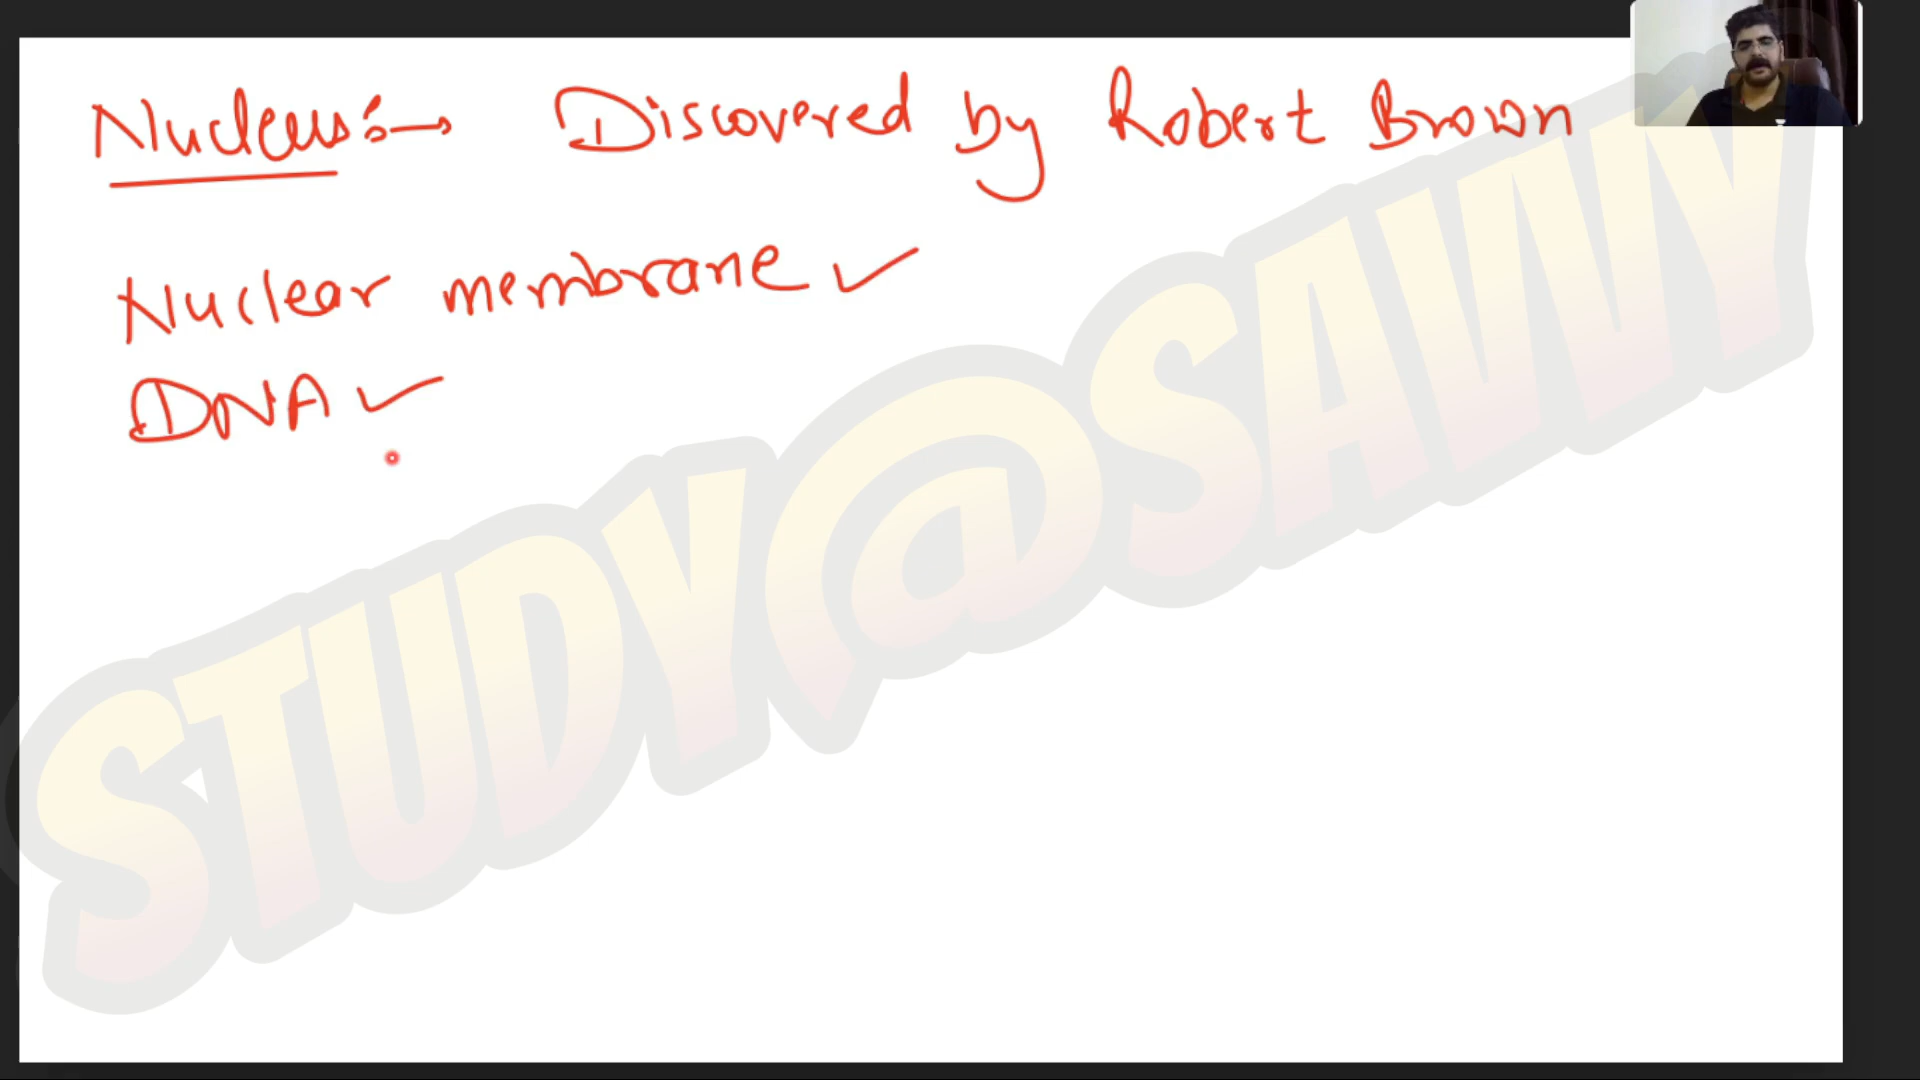 Nucleus:→ Discovered by Robert Brown
Nuclear membrane ✓
DNA ✓
STUDY@SAVVY